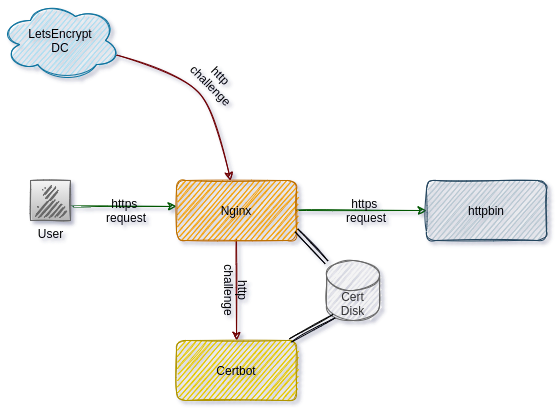 LetsEncrypt
DC
http
challenge
https
request
Nginx
https
request
httpbin
User
http
challenge
Cert
Disk
Certbot